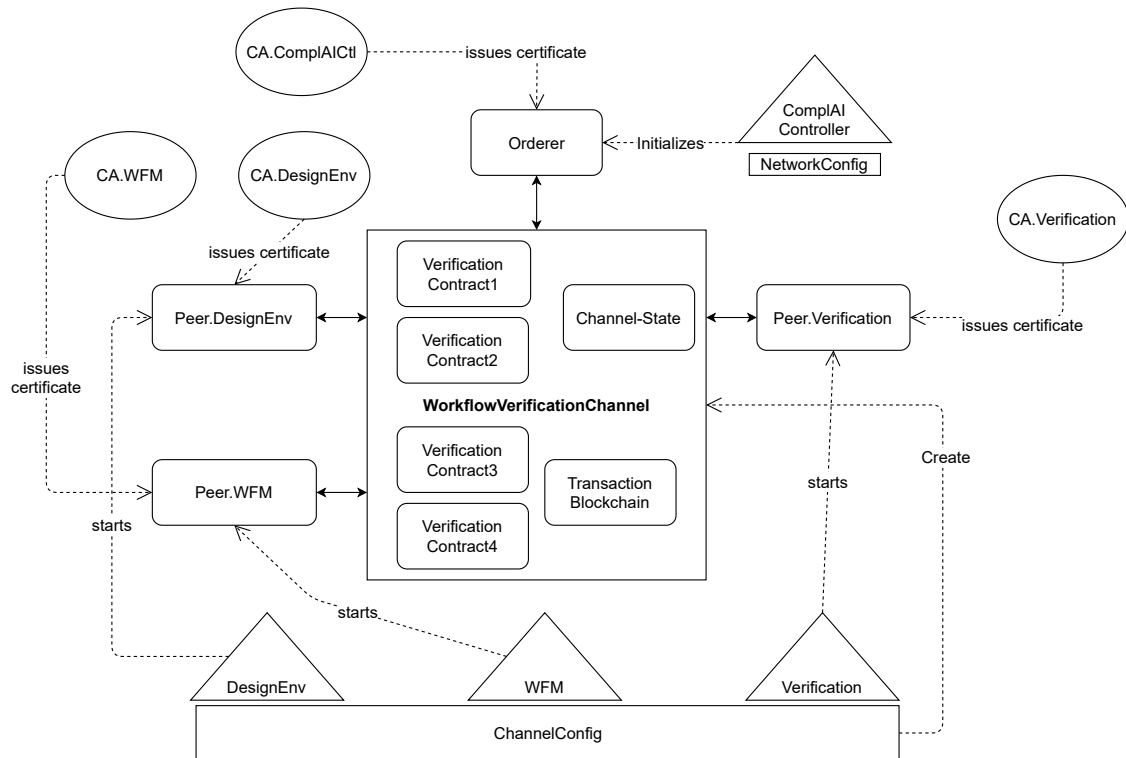 CA.ComplAICtl
issues certificate
ComplAI
Controller
Orderer
Initializes
NetworkConfig
CA.WFM
CA.DesignEnv
CA.Verification
issues certificate
Verification
Contract1
Peer.DesignEnv
Channel-State
Peer.Verification
issues certificate
Verification
Contract2
issues
certificate
WorkflowVerificationChannel
Verification
Contract3
Create
Peer.WFM
Transaction
Blockchain
starts
starts
Verification
Contract4
starts
DesignEnv
WFM
Verification
ChannelConfig